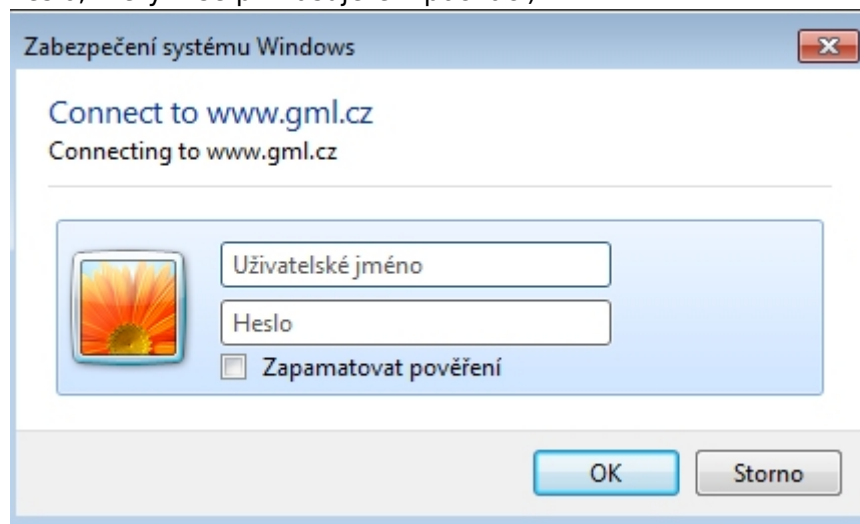 Zabezpečení systému Windows
Connect to www.gml.cz
Connecting to www.gml.cz
Uživatelské jméno
Heslo
Zapamatovat pověření
OK
Storno